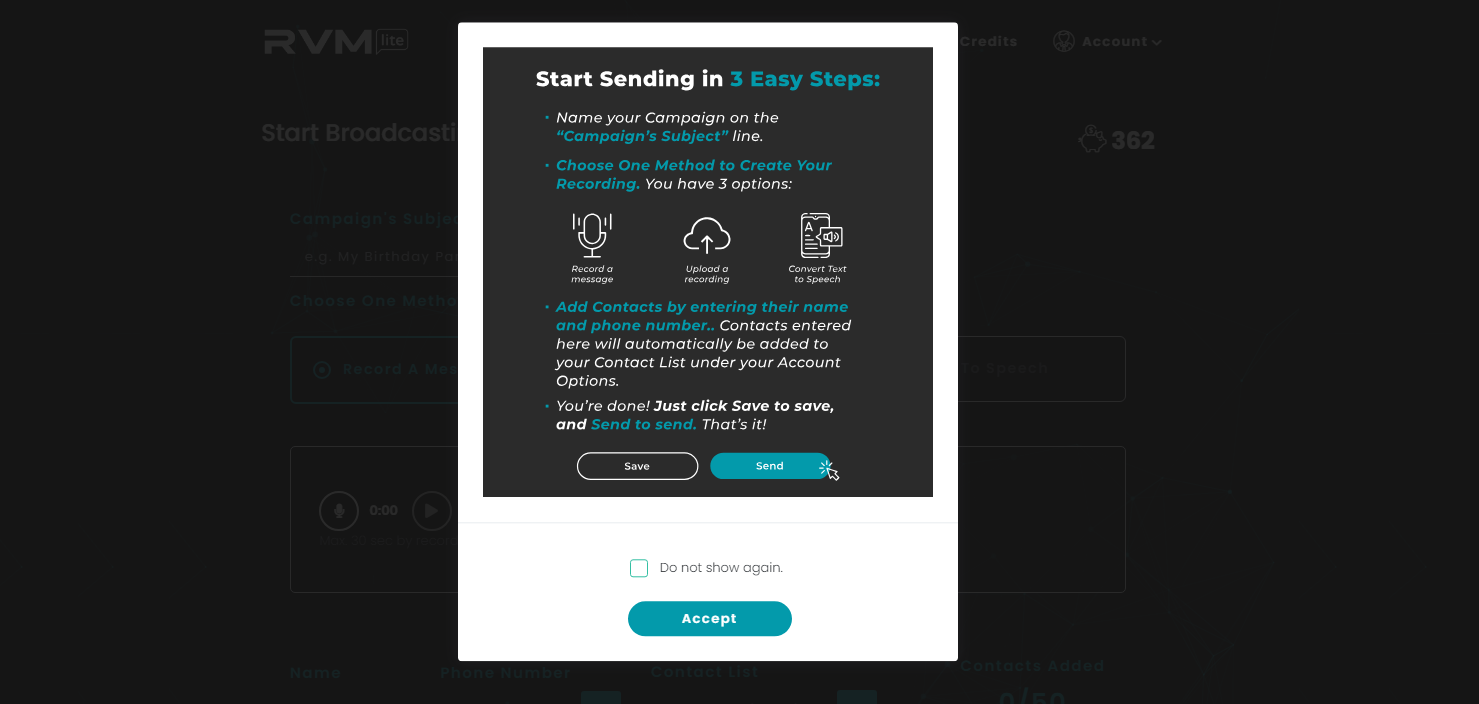 RVM lite
Credits
Account
Start Broadcasti
362
Start Sending in 3 Easy Steps:
• Name your Campaign on the
“Campaign’s Subject” line.
• Choose One Method to Create Your
Recording. You have 3 options:
Record a
message
Upload a
recording
Convert Text
to Speech
• Add Contacts by entering their name
and phone number.. Contacts entered
here will automatically be added to
your Contact List under your Account
Options.
• You’re done! Just click Save to save,
and Send to send. That’s it!
Save
Send
Do not show again.
Accept
Campaign's Subjec
e.g. My Birthday Pa
Choose One Metho
Record A Mes
To Speech
0:00
Name
Phone Number
Contact List
Contacts Added
0/50